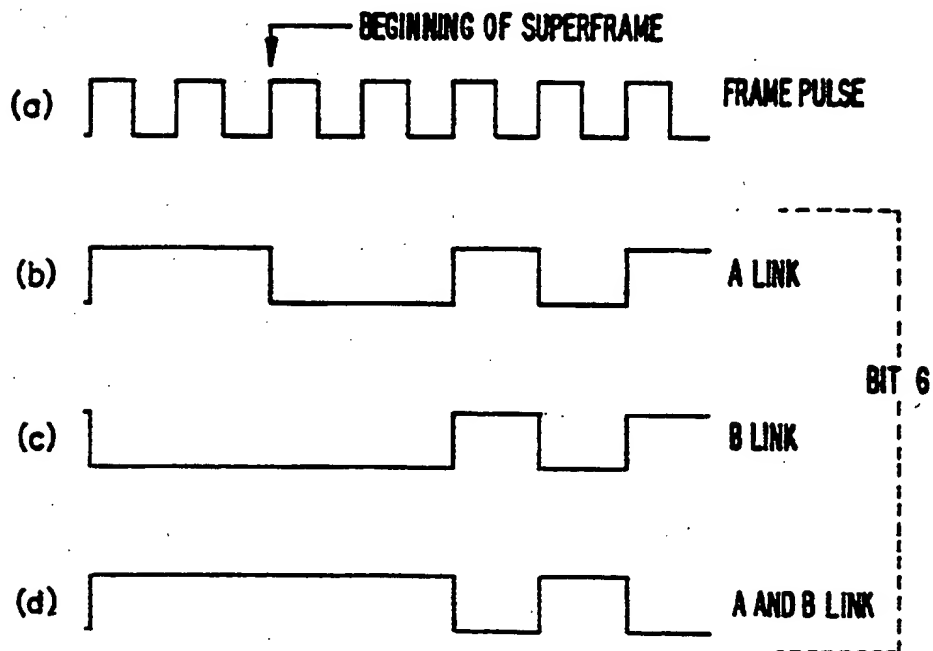 BEGINNING OF SUPERFRAME
(a) FRAME PULSE
(b) A LINK
BIT 6
(c) B LINK
(d) A AND B LINK